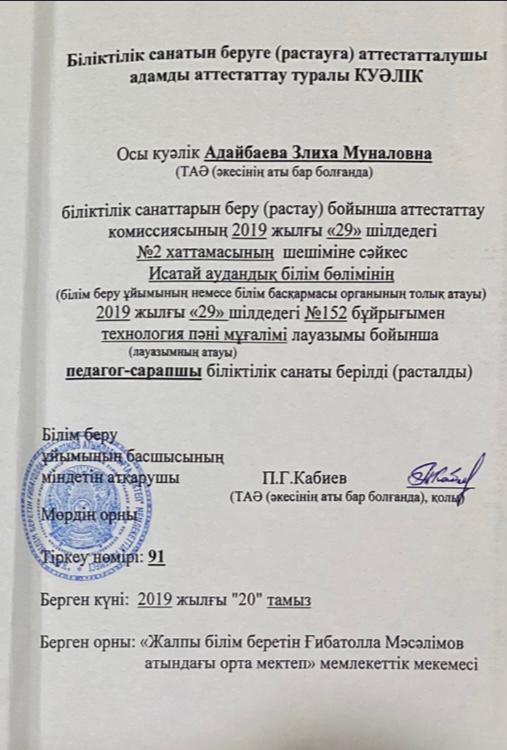 Біліктілік санатын беруге (растауға) аттестатталушы
адамды аттестаттау туралы КУӘЛІК
Осы куәлік Адайбаева Злиха Муналовна
(ТАӘ (әкесінің аты бар болғанда)
біліктілік санаттарын беру (растау) бойынша аттестаттау
комиссиясының 2019 жылғы «29» шілдедегі
№2 хаттамасының шешіміне сәйкес
Исатай аудандық білім бөлімінің
(білім беру ұйымының немесе білім басқармасы органының толық атауы)
2019 жылғы «29» шілдедегі №152 бұйрығымен
технология пәні мұғалімі лауазымы бойынша
(лауазымның атауы)
педагог-сарапшы біліктілік санаты берілді (расталды)
Білім беру
ұйымының басшысының
міндетін атқарушы П.Г.Кабиев
(ТАӘ (әкесінің аты бар болғанда), қолы)
Мөрдің орны
Тіркеу нөмірі: 91
Берген күні: 2019 жылғы "20" тамыз
Берген орны: «Жалпы білім беретін Ғибатолла Мәсәлімов
атындағы орта мектеп» мемлекеттік мекемесі